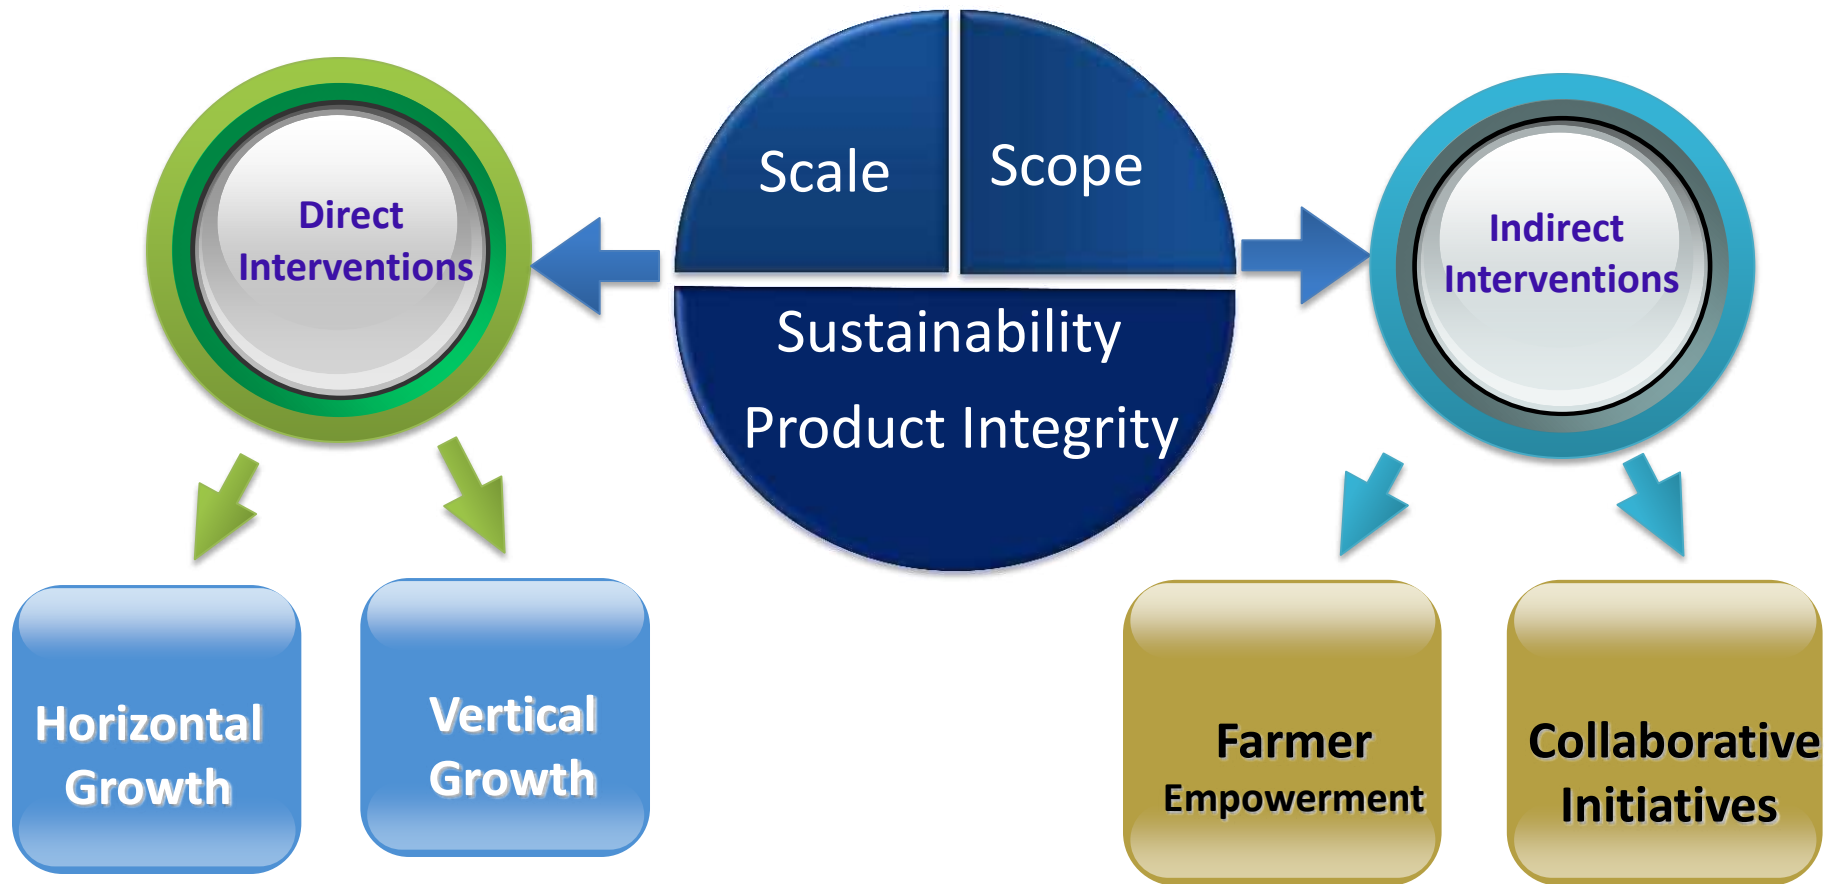 Scale
Scope
Sustainability
Product Integrity
Direct
Interventions
Indirect
Interventions
Horizontal
Growth
Vertical
Growth
Farmer
Empowerment
Collaborative
Initiatives